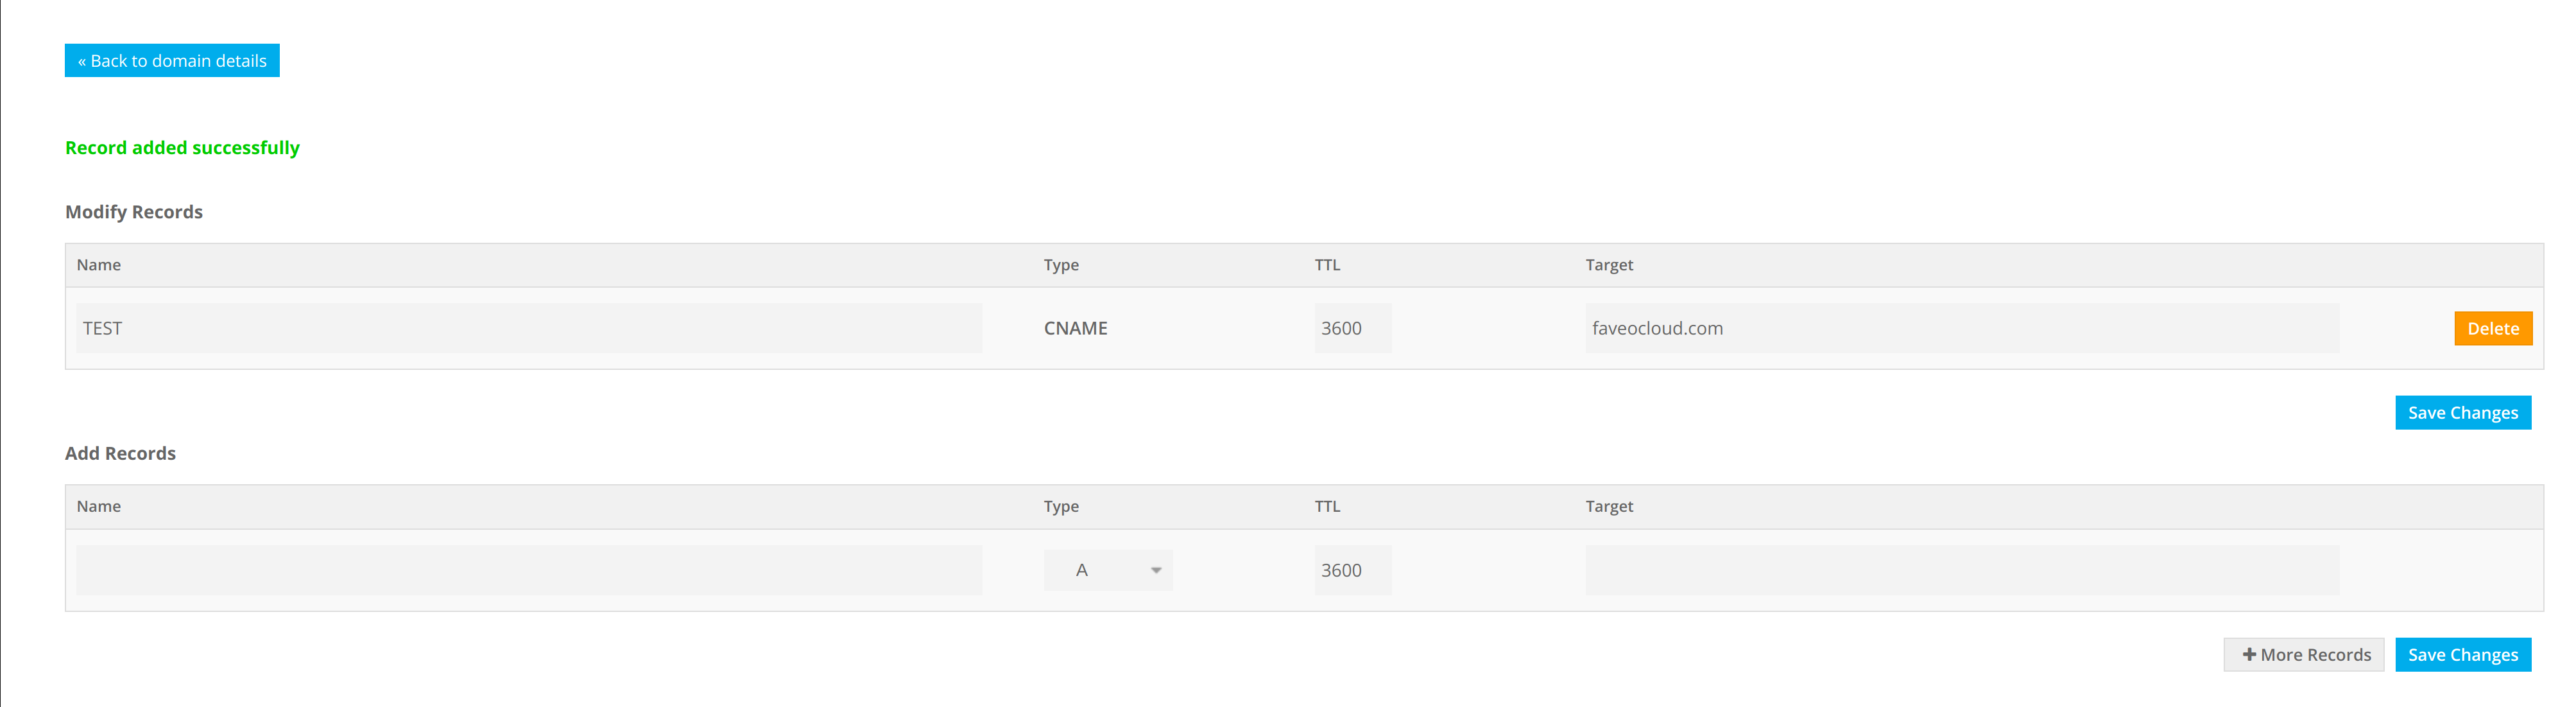 « Back to domain details
Record added successfully
Modify Records
Name Type TTL Target
TEST CNAME 3600 faveocloud.com Delete
Save Changes
Add Records
Name Type TTL Target
A 3600
+ More Records Save Changes